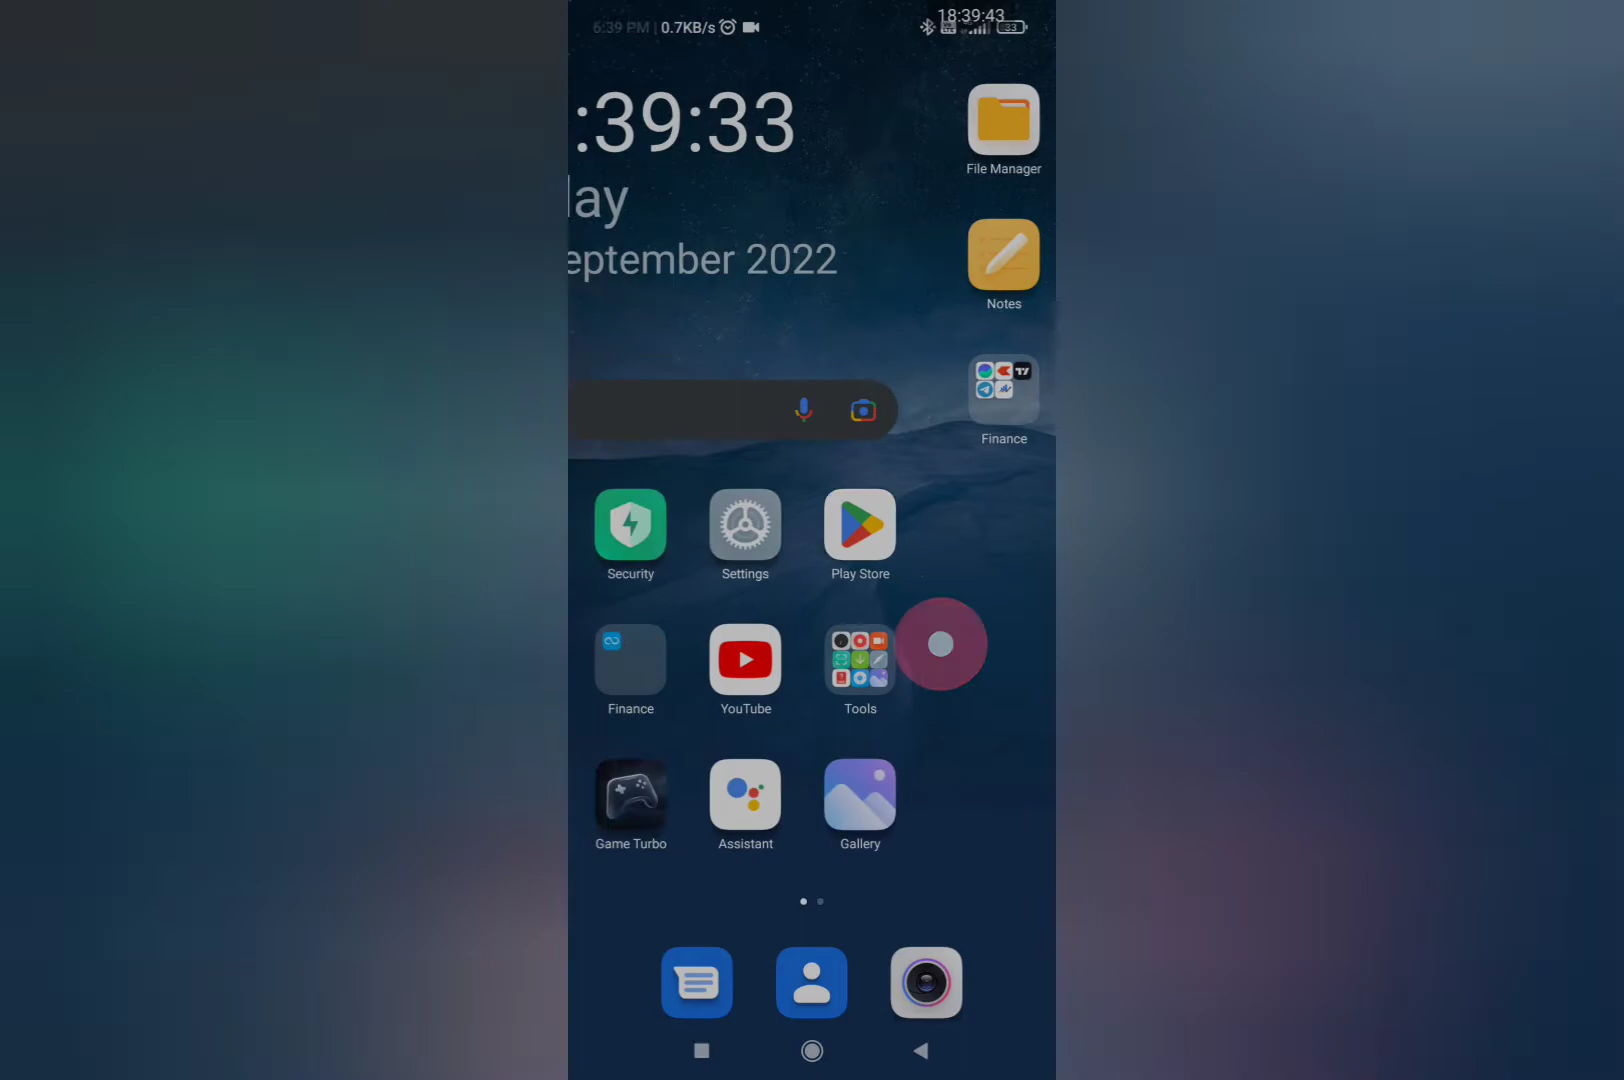 18:39:43
6:39 PM | 0.7KB/s
33
:39:33
lay
eptember 2022
File Manager
Notes
Finance
Security
Settings
Play Store
Finance
YouTube
Tools
Game Turbo
Assistant
Gallery